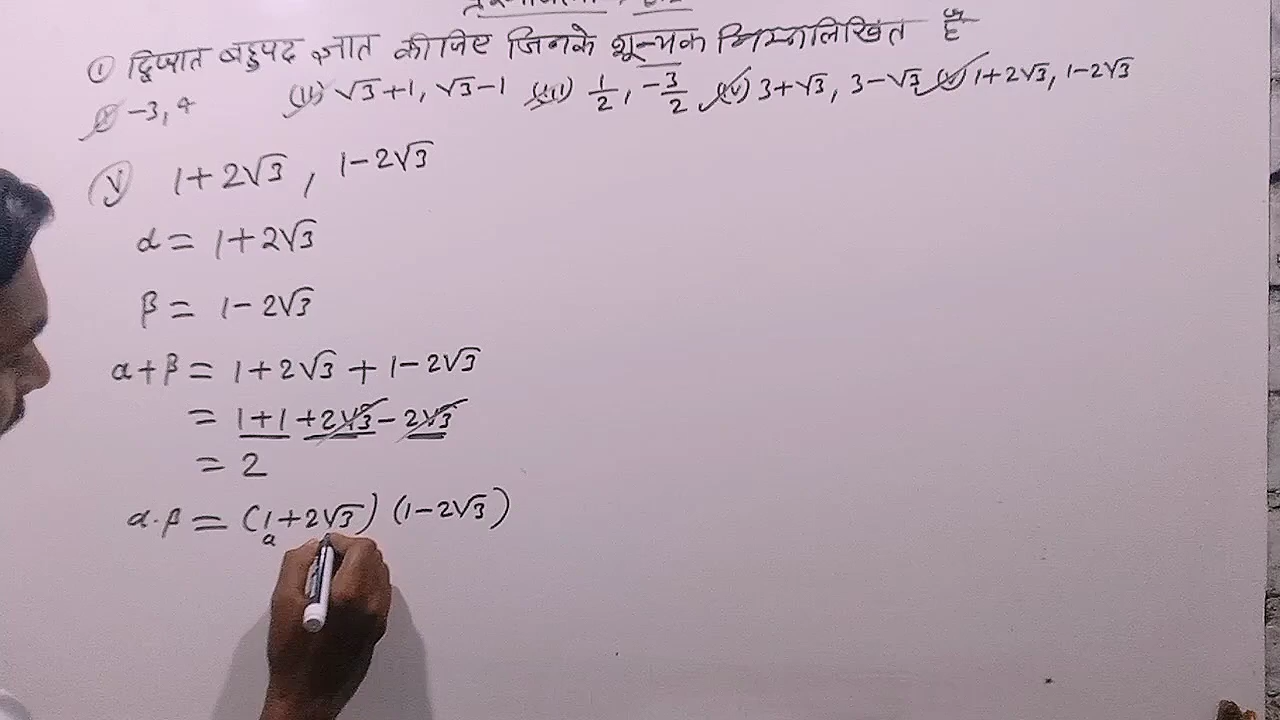 ① द्विघात बहुपद ज्ञात कीजिए जिनके शून्यक निम्नलिखित है
(i) -3, 4 (ii) √3+1, √3-1 (iii) 1/2, -3/2 (iv) 3+√3, 3-√3 (v) 1+2√3, 1-2√3
(v) 1+2√3, 1-2√3
α = 1+2√3
β = 1-2√3
α+β = 1+2√3 + 1-2√3
= 1+1+2√3-2√3
= 2
α.β = (1+2√3) (1-2√3)
a